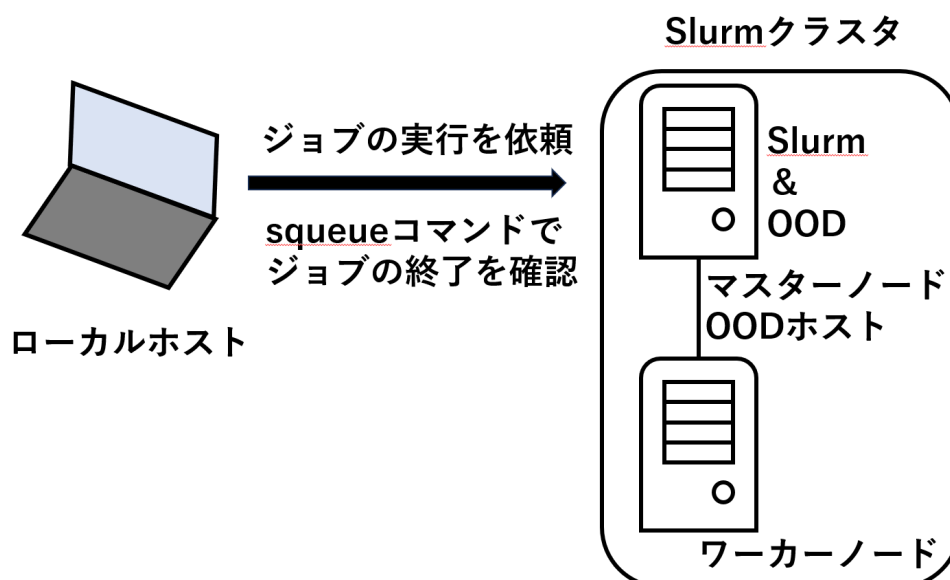 Slurmクラスタ
ジョブの実行を依頼
squeueコマンドで
ジョブの終了を確認
ローカルホスト
Slurm
&
OOD
マスターノード
OODホスト
ワーカーノード